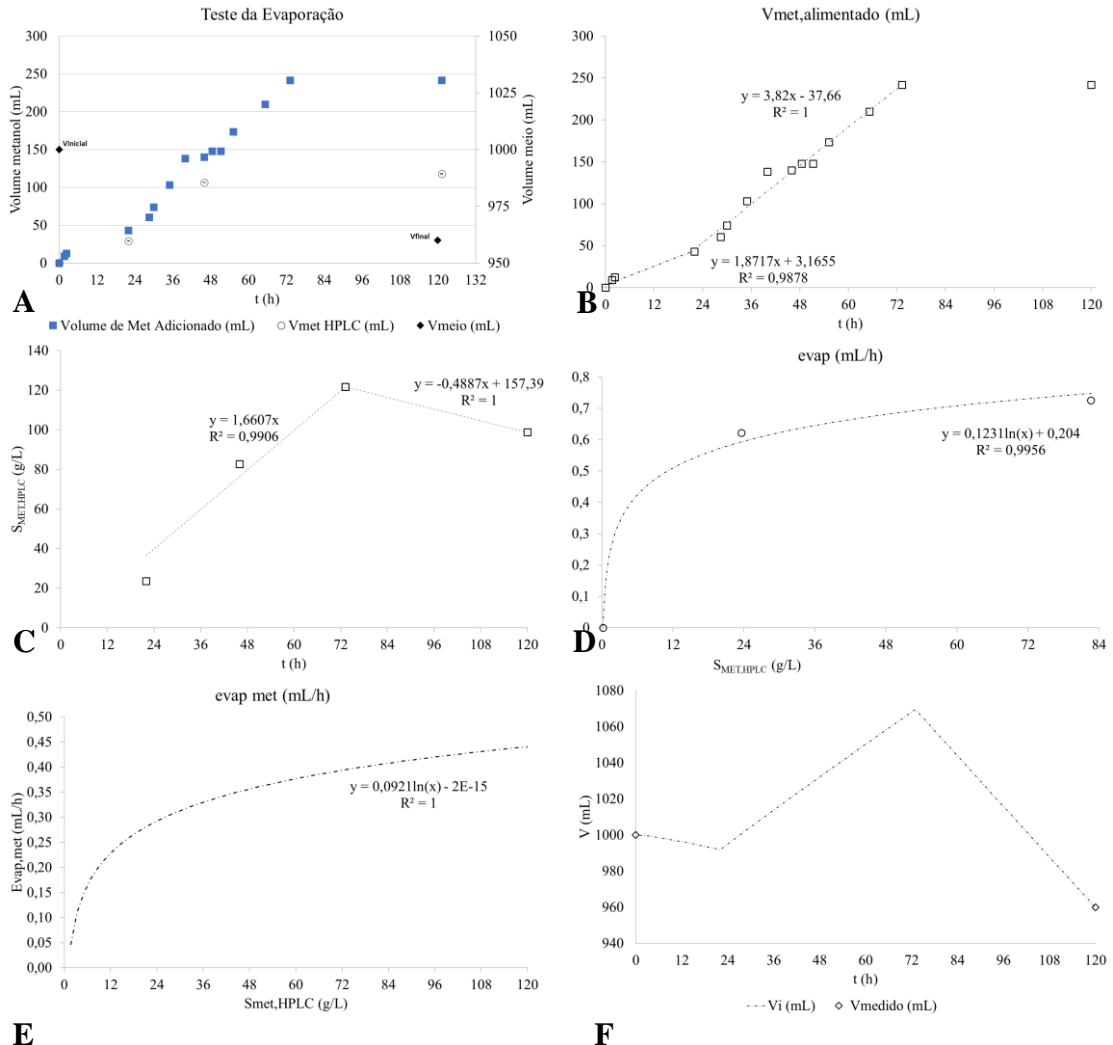 Teste da Evaporação
Volume metanol (mL)
300
250
200
150
100
50
0
1050
1025
1000
975
950
Volume meio (mL)
Vinicial
Vfinal
0 12 24 36 48 60 72 84 96 108 120 132
t (h)
A
Volume de Met Adicionado (mL) Vmet HPLC (mL) Vmeio (mL)
Vmet,alimentado (mL)
300
250
200
150
100
50
0
y = 3,82x - 37,66
R² = 1
y = 1,8717x + 3,1655
R² = 0,9878
0 12 24 36 48 60 72 84 96 108 120
t (h)
B
S_MET,HPLC (g/L)
140
120
100
80
60
40
20
0
y = 1,6607x
R² = 0,9906
y = -0,4887x + 157,39
R² = 1
0 12 24 36 48 60 72 84 96 108 120
t (h)
C
evap (mL/h)
0,8
0,7
0,6
0,5
0,4
0,3
0,2
0,1
0
y = 0,1231ln(x) + 0,204
R² = 0,9956
0 12 24 36 48 60 72 84
S_MET,HPLC (g/L)
D
evap met (mL/h)
Evap,met (mL/h)
0,50
0,45
0,40
0,35
0,30
0,25
0,20
0,15
0,10
0,05
0,00
y = 0,0921ln(x) - 2E-15
R² = 1
0 12 24 36 48 60 72 84 96 108 120
Smet,HPLC (g/L)
E
V (mL)
1080
1060
1040
1020
1000
980
960
940
0 12 24 36 48 60 72 84 96 108 120
t (h)
Vi (mL) Vmedido (mL)
F